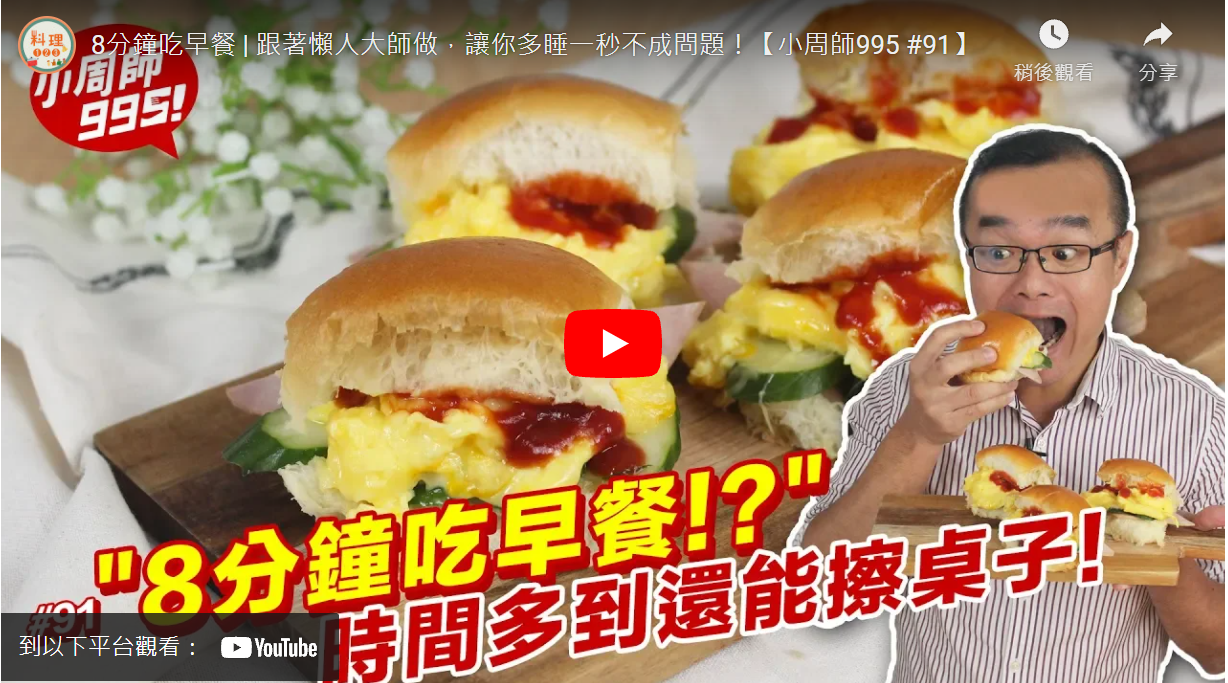 料理
123
8分鐘吃早餐 | 跟著懶人大師做，讓你多睡一秒不成問題！【小周師995 #91】
稍後觀看
分享
小周師
995!
"8分鐘吃早餐!?"
時間多到還能擦桌子!
#91
到以下平台觀看：
YouTube